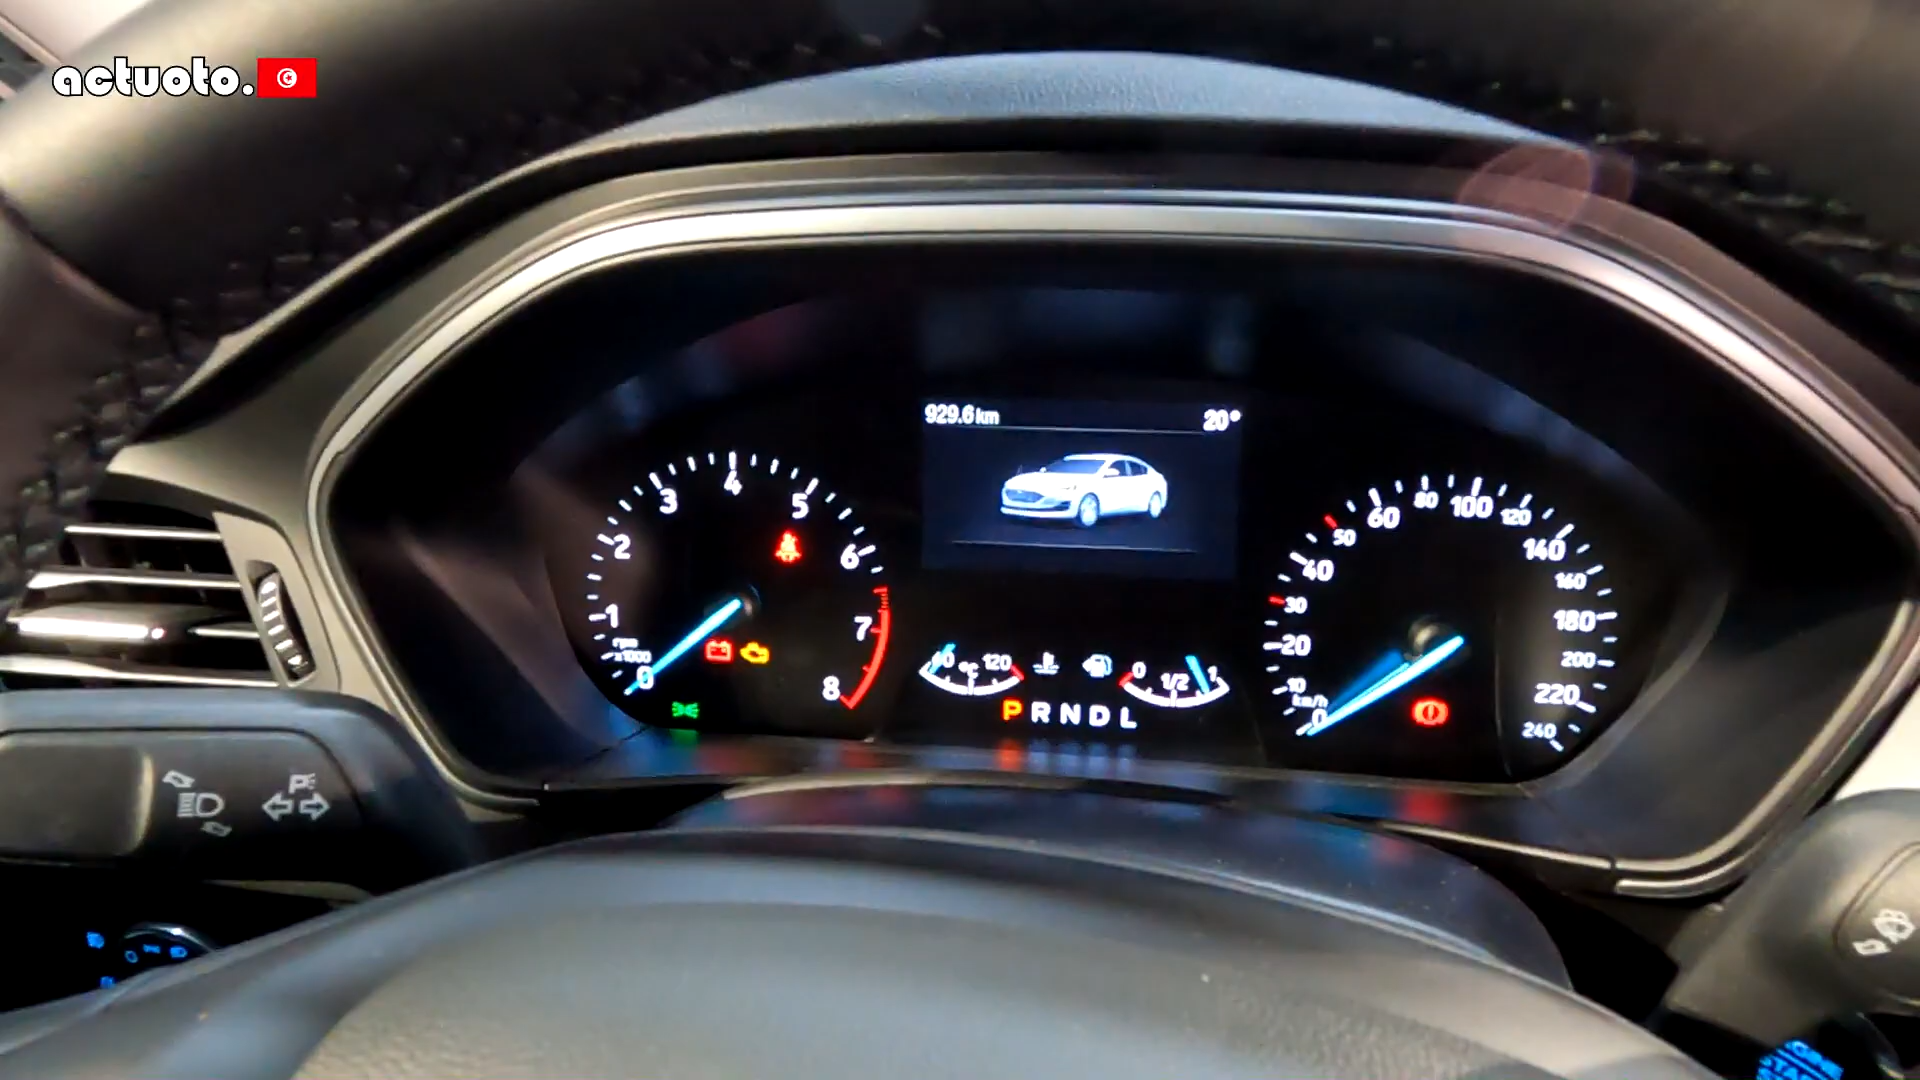 actuoto.
929.6 km 20°
0 1 2 3 4 5 6 7 8
rpm
x1000
60 °C 120
0 1/2 1
P R N D L
0 10 20 30 40 50 60 80 100 120 140 160 180 200 220 240
km/h